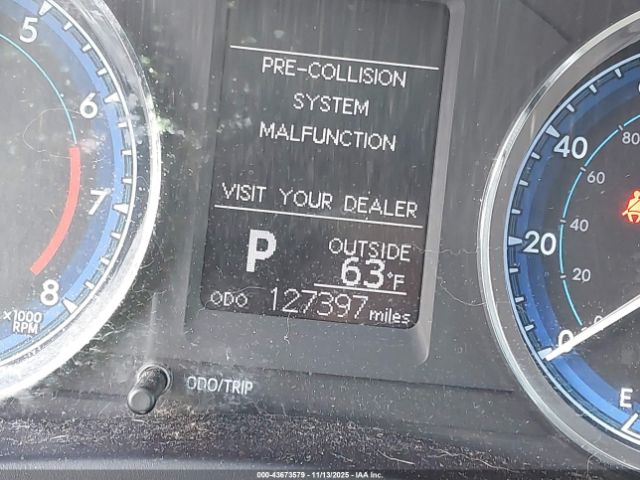 5
6
7
8
x1000
RPM
PRE-COLLISION
SYSTEM
MALFUNCTION
VISIT YOUR DEALER
P
OUTSIDE
63°F
ODO 127397 miles
ODO/TRIP
40
20
0
80
60
40
20
E
000-43673579 - 11/13/2025 - IAA Inc.